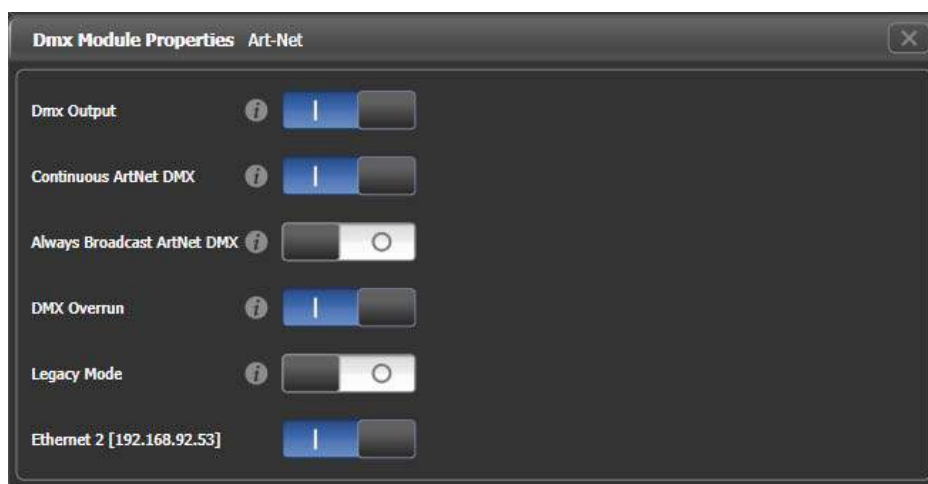 Dmx Module Properties Art-Net
Dmx Output
Continuous ArtNet DMX
Always Broadcast ArtNet DMX
DMX Overrun
Legacy Mode
Ethernet 2 [192.168.92.53]